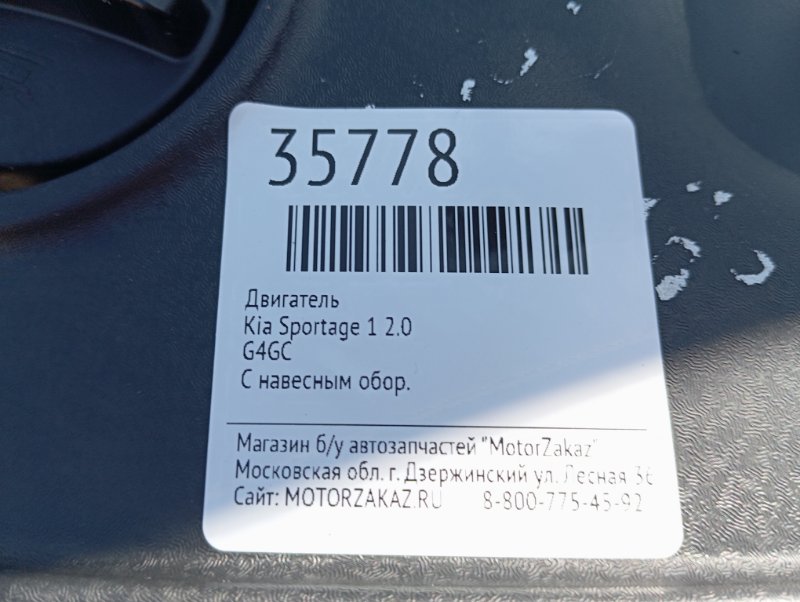 35778
Двигатель
Kia Sportage 1 2.0
G4GC
С навесным обор.
Магазин б/у автозапчастей "MotorZakaz"
Московская обл. г. Дзержинский ул. Лесная
Сайт: MOTORZAKAZ.RU 8-800-775-45-92